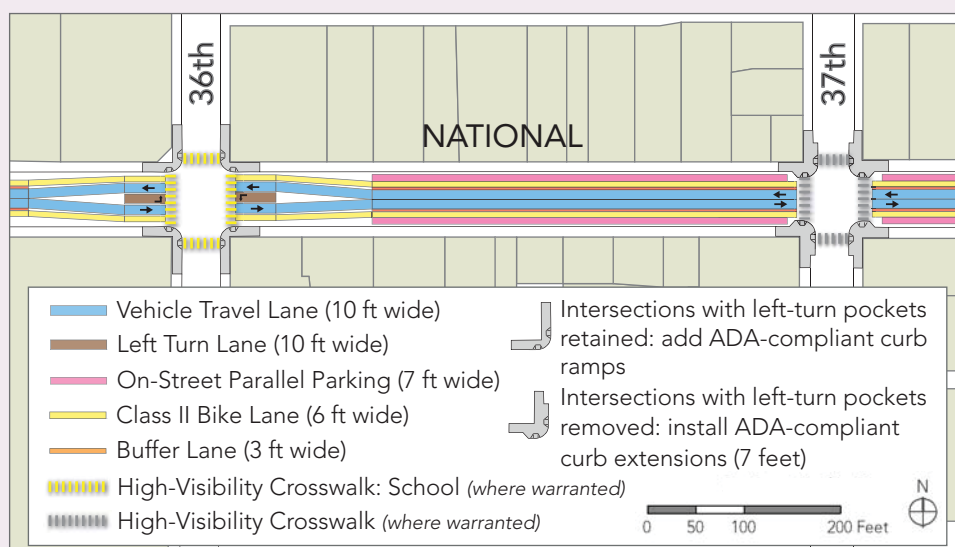 36th
37th
NATIONAL
Vehicle Travel Lane (10 ft wide)
Left Turn Lane (10 ft wide)
On-Street Parallel Parking (7 ft wide)
Class II Bike Lane (6 ft wide)
Buffer Lane (3 ft wide)
High-Visibility Crosswalk: School (where warranted)
High-Visibility Crosswalk (where warranted)
Intersections with left-turn pockets
retained: add ADA-compliant curb
ramps
Intersections with left-turn pockets
removed: install ADA-compliant
curb extensions (7 feet)
0 50 100 200 Feet
N